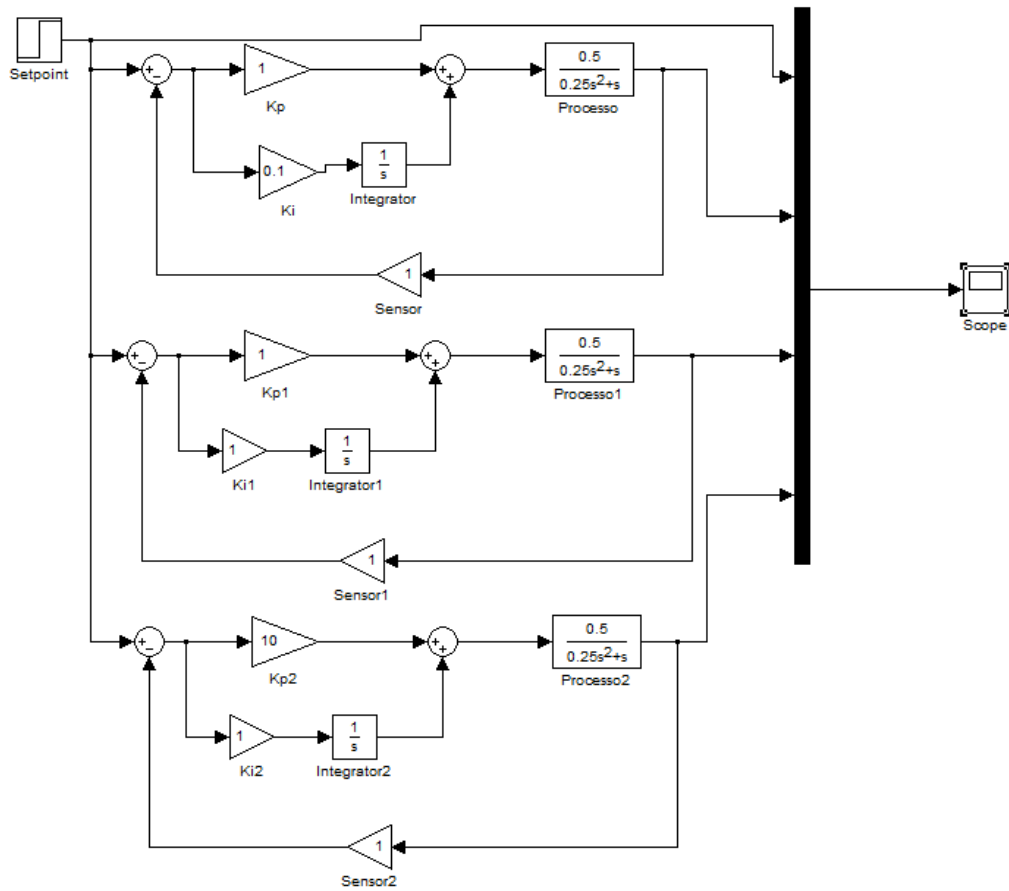 Setpoint
+
−
1
Kp
+
+
0.5
0.25s²+s
Processo
0.1
Ki
1
s
Integrator
1
Sensor
Scope
+
−
1
Kp1
+
+
0.5
0.25s²+s
Processo1
1
Ki1
1
s
Integrator1
1
Sensor1
+
−
10
Kp2
+
+
0.5
0.25s²+s
Processo2
1
Ki2
1
s
Integrator2
1
Sensor2